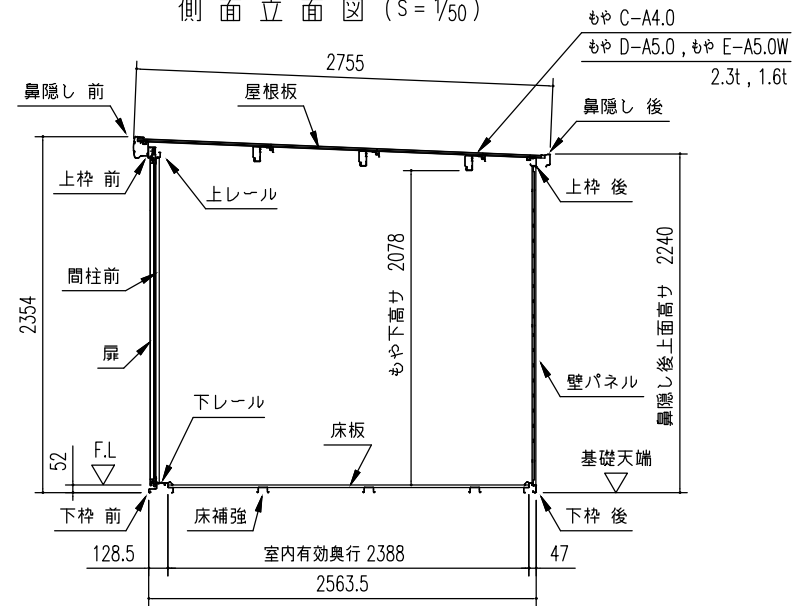 側面立面図 (S=1/50)
もや C-A4.0
もや D-A5.0 , もや E-A5.0W
2.3t , 1.6t
2755
鼻隠し 前
屋根板
鼻隠し 後
上枠 前
上レール
上枠 後
間柱前
もや下高サ 2078
鼻隠し後上面高サ 2240
2354
扉
壁パネル
下レール
床板
F.L
52
基礎天端
下枠 前
床補強
下枠 後
128.5
室内有効奥行 2388
47
2563.5